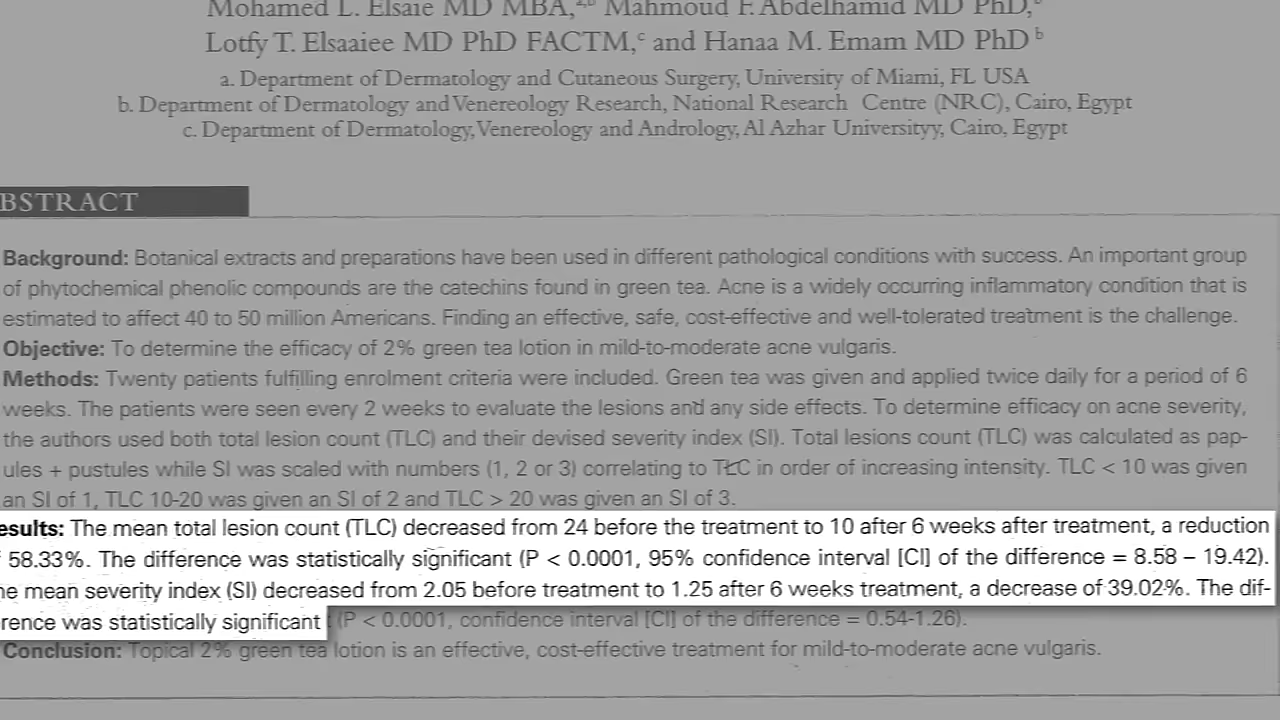 Mohamed L. Elsaie MD MBA,a,b Mahmoud F. Abdelhamid MD PhD,c
Lotfy T. Elsaaiee MD PhD FACTM,c and Hanaa M. Emam MD PhD b
a. Department of Dermatology and Cutaneous Surgery, University of Miami, FL USA
b. Department of Dermatology and Venereology Research, National Research Centre (NRC), Cairo, Egypt
c. Department of Dermatology, Venereology and Andrology, Al Azhar Universityy, Cairo, Egypt
BSTRACT
Background: Botanical extracts and preparations have been used in different pathological conditions with success. An important group
of phytochemical phenolic compounds are the catechins found in green tea. Acne is a widely occurring inflammatory condition that is
estimated to affect 40 to 50 million Americans. Finding an effective, safe, cost-effective and well-tolerated treatment is the challenge.
Objective: To determine the efficacy of 2% green tea lotion in mild-to-moderate acne vulgaris.
Methods: Twenty patients fulfilling enrolment criteria were included. Green tea was given and applied twice daily for a period of 6
weeks. The patients were seen every 2 weeks to evaluate the lesions and any side effects. To determine efficacy on acne severity,
the authors used both total lesion count (TLC) and their devised severity index (SI). Total lesions count (TLC) was calculated as pap-
ules + pustules while SI was scaled with numbers (1, 2 or 3) correlating to TLC in order of increasing intensity. TLC < 10 was given
an SI of 1, TLC 10-20 was given an SI of 2 and TLC > 20 was given an SI of 3.
esults: The mean total lesion count (TLC) decreased from 24 before the treatment to 10 after 6 weeks after treatment, a reduction
f 58.33%. The difference was statistically significant (P < 0.0001, 95% confidence interval [CI] of the difference = 8.58 – 19.42).
he mean severity index (SI) decreased from 2.05 before treatment to 1.25 after 6 weeks treatment, a decrease of 39.02%. The dif-
rence was statistically significant (P < 0.0001, confidence interval [CI] of the difference = 0.54-1.26).
Conclusion: Topical 2% green tea lotion is an effective, cost-effective treatment for mild-to-moderate acne vulgaris.